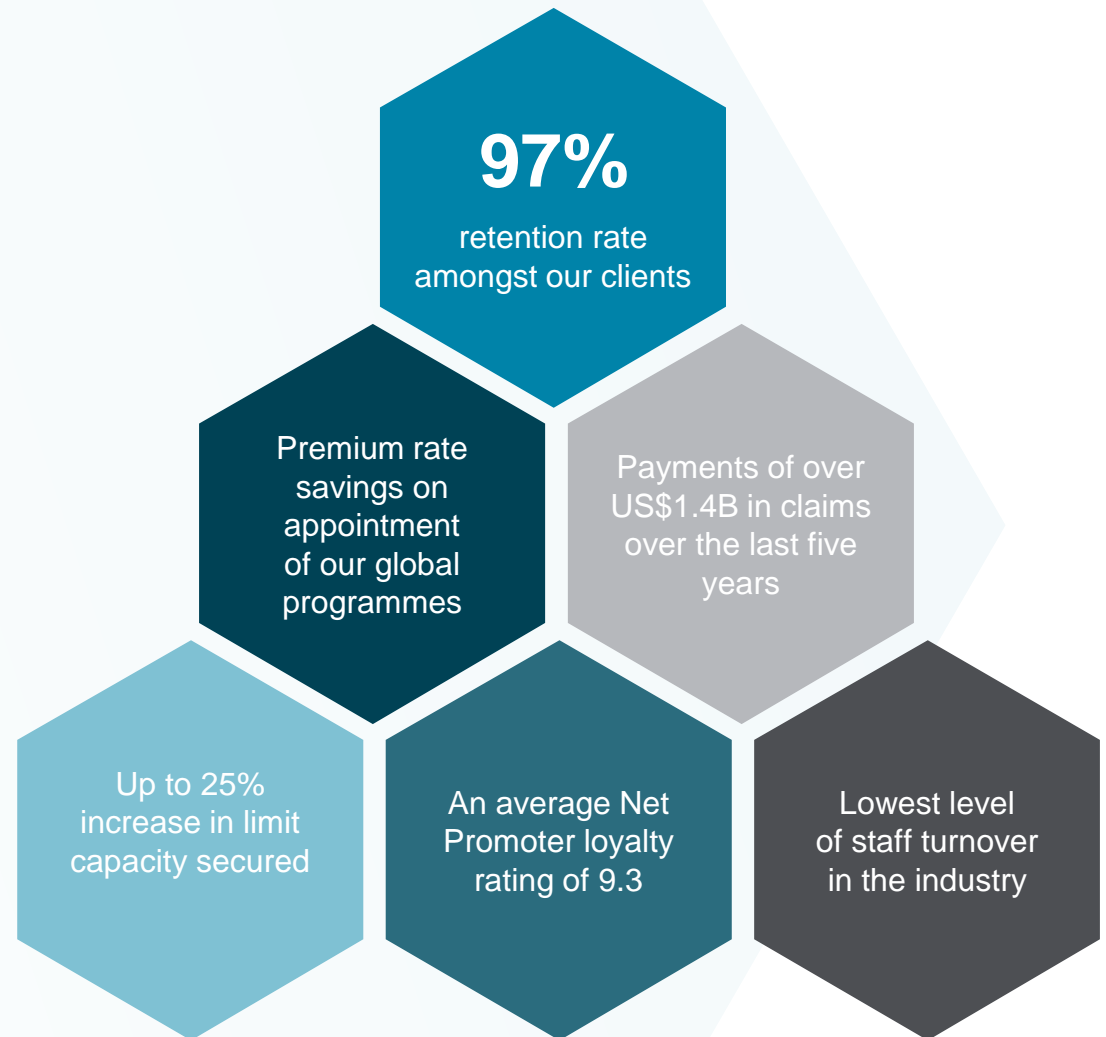 97%
retention rate
amongst our clients
Premium rate
savings on
appointment
of our global
programmes
Payments of over
US$1.4B in claims
over the last five
years
Up to 25%
increase in limit
capacity secured
An average Net
Promoter loyalty
rating of 9.3
Lowest level
of staff turnover
in the industry